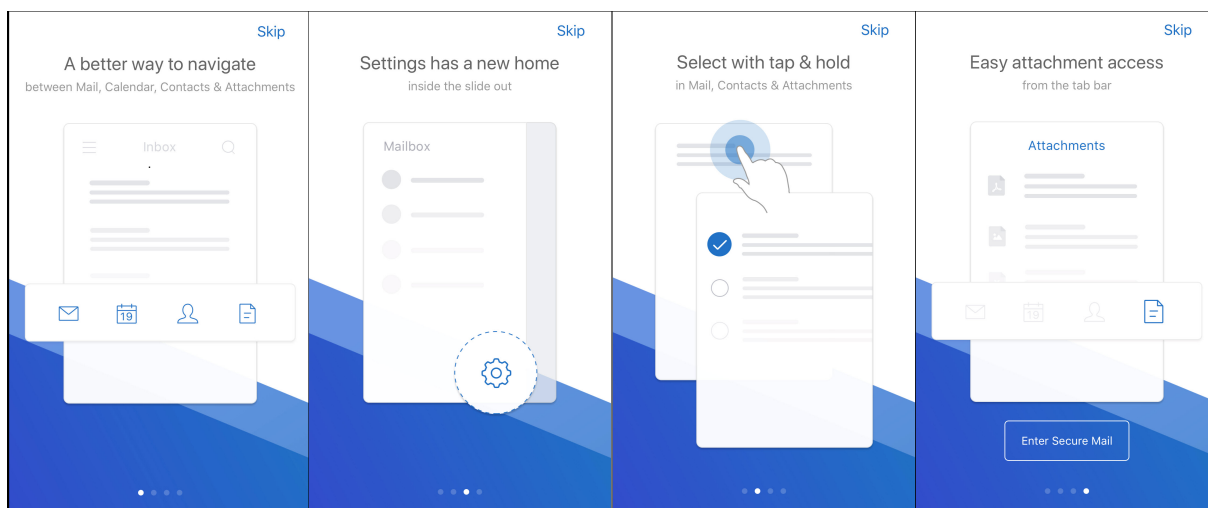 Skip
A better way to navigate
between Mail, Calendar, Contacts & Attachments
Inbox
19
Skip
Settings has a new home
inside the slide out
Mailbox
Skip
Select with tap & hold
in Mail, Contacts & Attachments
Skip
Easy attachment access
from the tab bar
Attachments
19
Enter Secure Mail